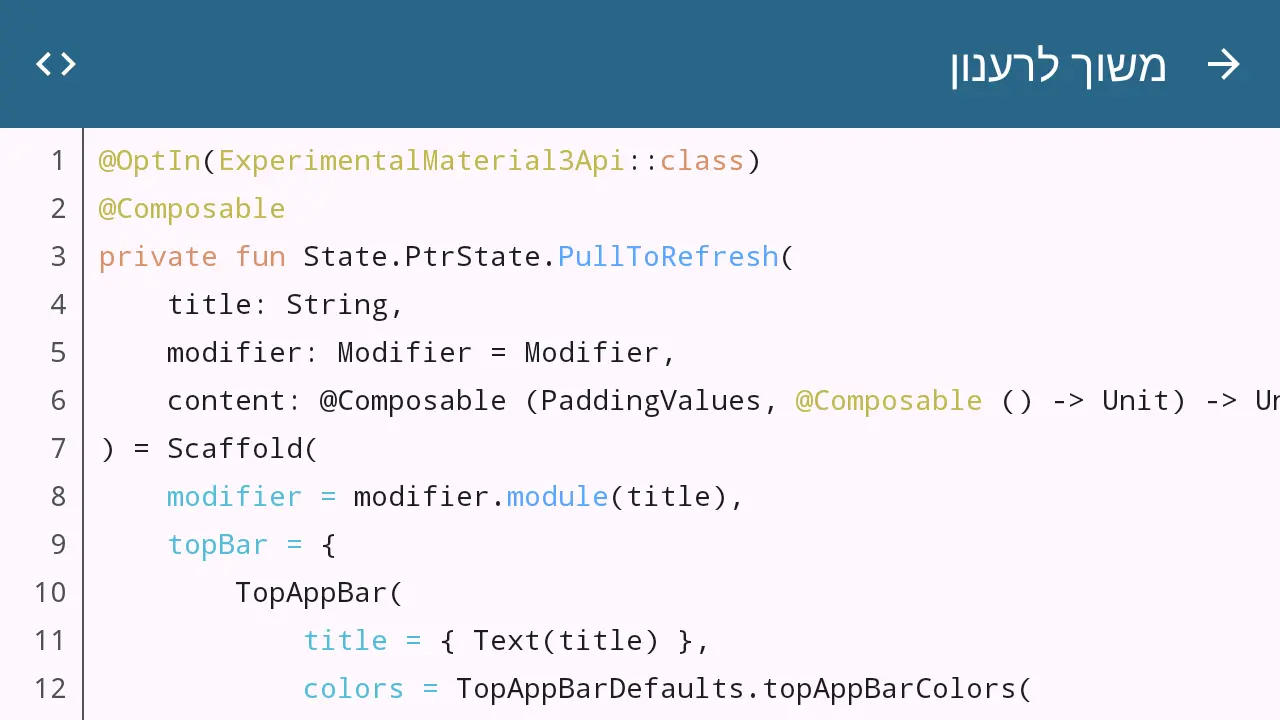 משוך לרענון
1 @OptIn(ExperimentalMaterial3Api::class)
2 @Composable
3 private fun State.PtrState.PullToRefresh(
4     title: String,
5     modifier: Modifier = Modifier,
6     content: @Composable (PaddingValues, @Composable () -> Unit) ->
7 ) = Scaffold(
8     modifier = modifier.module(title),
9     topBar = {
10         TopAppBar(
11             title = { Text(title) },
12             colors = TopAppBarDefaults.topAppBarColors(